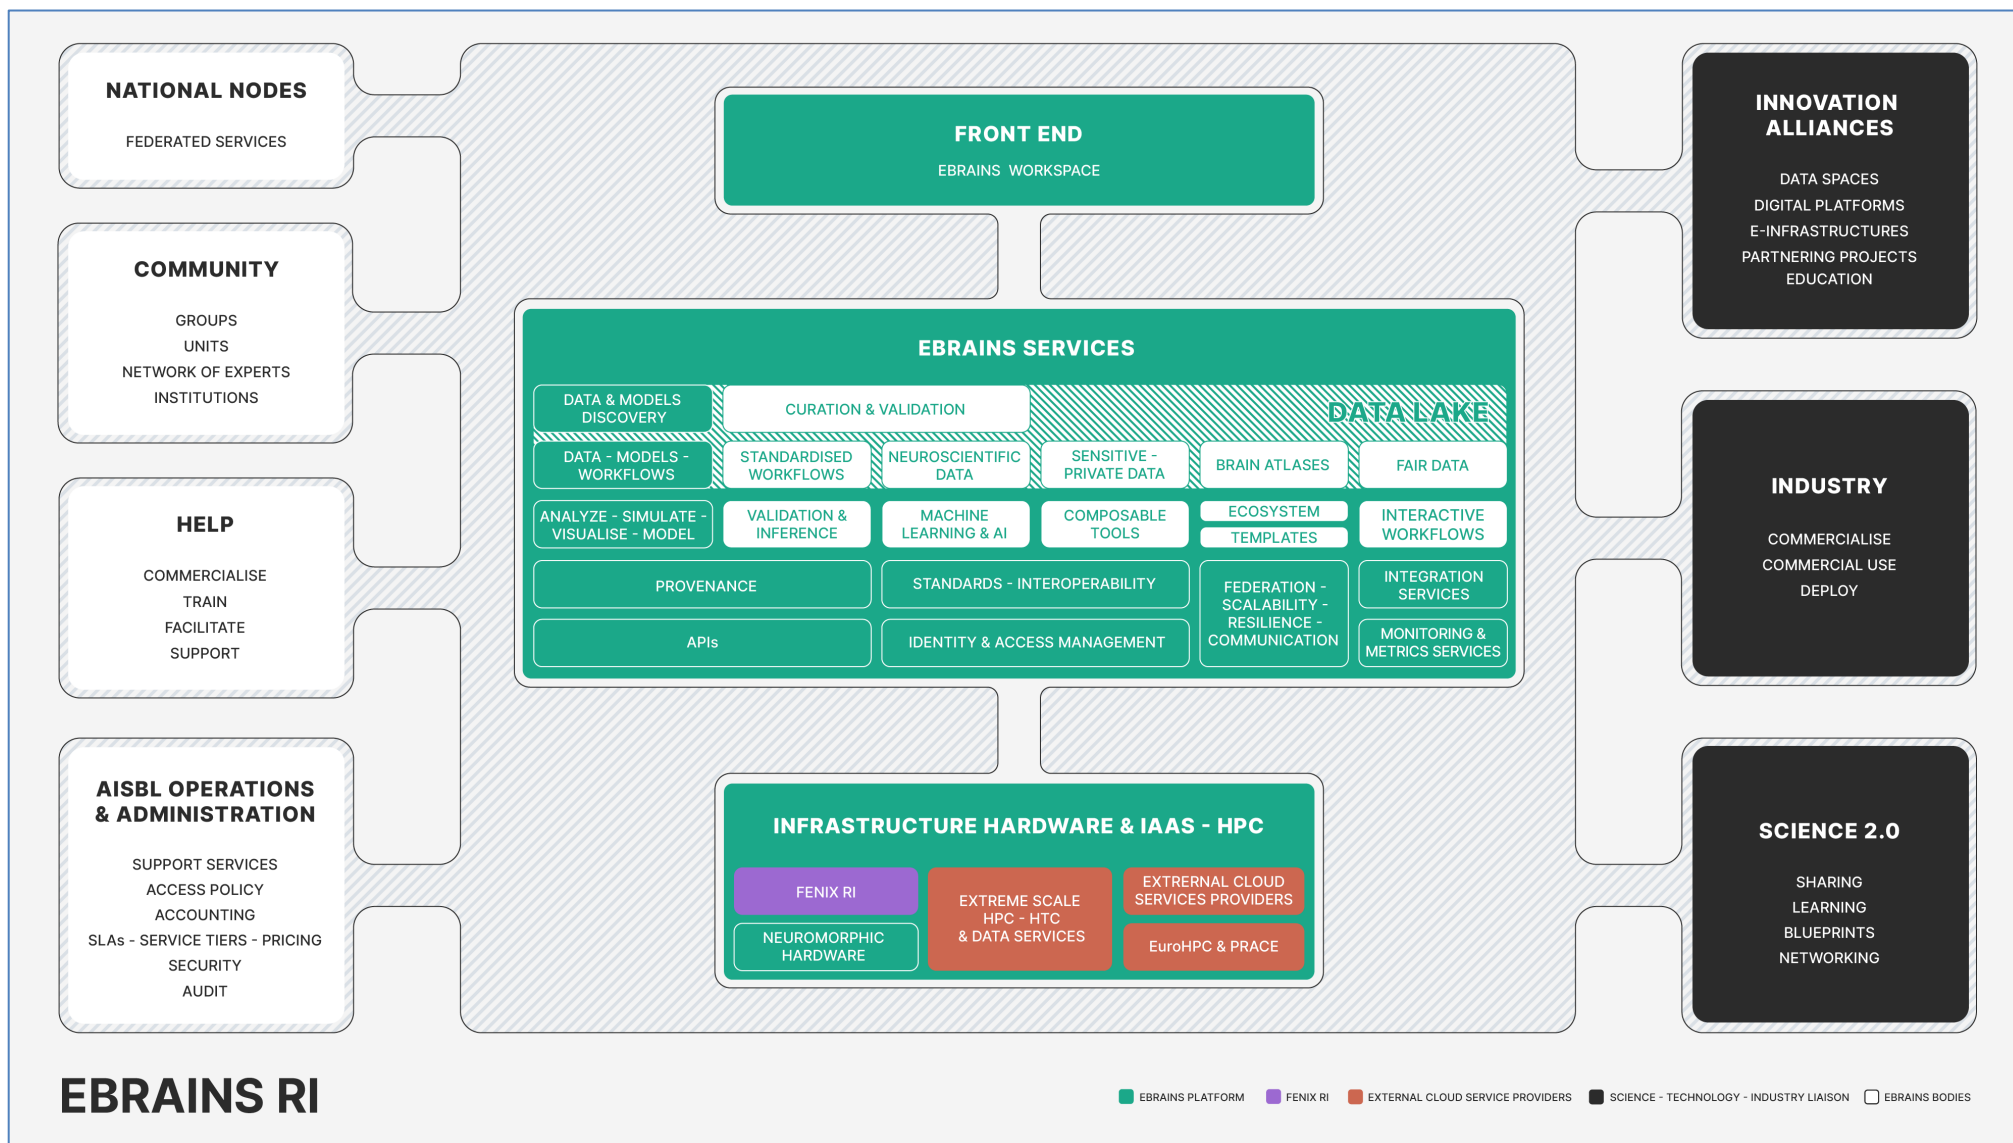 NATIONAL NODES
FEDERATED SERVICES
COMMUNITY
GROUPS
UNITS
NETWORK OF EXPERTS
INSTITUTIONS
HELP
COMMERCIALISE
TRAIN
FACILITATE
SUPPORT
AISBL OPERATIONS
& ADMINISTRATION
SUPPORT SERVICES
ACCESS POLICY
ACCOUNTING
SLAs - SERVICE TIERS - PRICING
SECURITY
AUDIT
FRONT END
EBRAINS WORKSPACE
EBRAINS SERVICES
DATA & MODELS
DISCOVERY
CURATION & VALIDATION
DATA LAKE
DATA - MODELS -
WORKFLOWS
STANDARDISED
WORKFLOWS
NEUROSCIENTIFIC
DATA
SENSITIVE -
PRIVATE DATA
BRAIN ATLASES
FAIR DATA
ANALYZE - SIMULATE -
VISUALISE - MODEL
VALIDATION &
INFERENCE
MACHINE
LEARNING & AI
COMPOSABLE
TOOLS
ECOSYSTEM
TEMPLATES
INTERACTIVE
WORKFLOWS
PROVENANCE
STANDARDS - INTEROPERABILITY
FEDERATION -
SCALABILITY -
RESILIENCE -
COMMUNICATION
INTEGRATION
SERVICES
APIs
IDENTITY & ACCESS MANAGEMENT
MONITORING &
METRICS SERVICES
INFRASTRUCTURE HARDWARE & IAAS - HPC
FENIX RI
NEUROMORPHIC
HARDWARE
EXTREME SCALE
HPC - HTC
& DATA SERVICES
EXTRERNAL CLOUD
SERVICES PROVIDERS
EuroHPC & PRACE
INNOVATION
ALLIANCES
DATA SPACES
DIGITAL PLATFORMS
E-INFRASTRUCTURES
PARTNERING PROJECTS
EDUCATION
INDUSTRY
COMMERCIALISE
COMMERCIAL USE
DEPLOY
SCIENCE 2.0
SHARING
LEARNING
BLUEPRINTS
NETWORKING
EBRAINS RI
EBRAINS PLATFORM
FENIX RI
EXTERNAL CLOUD SERVICE PROVIDERS
SCIENCE - TECHNOLOGY - INDUSTRY LIAISON
EBRAINS BODIES